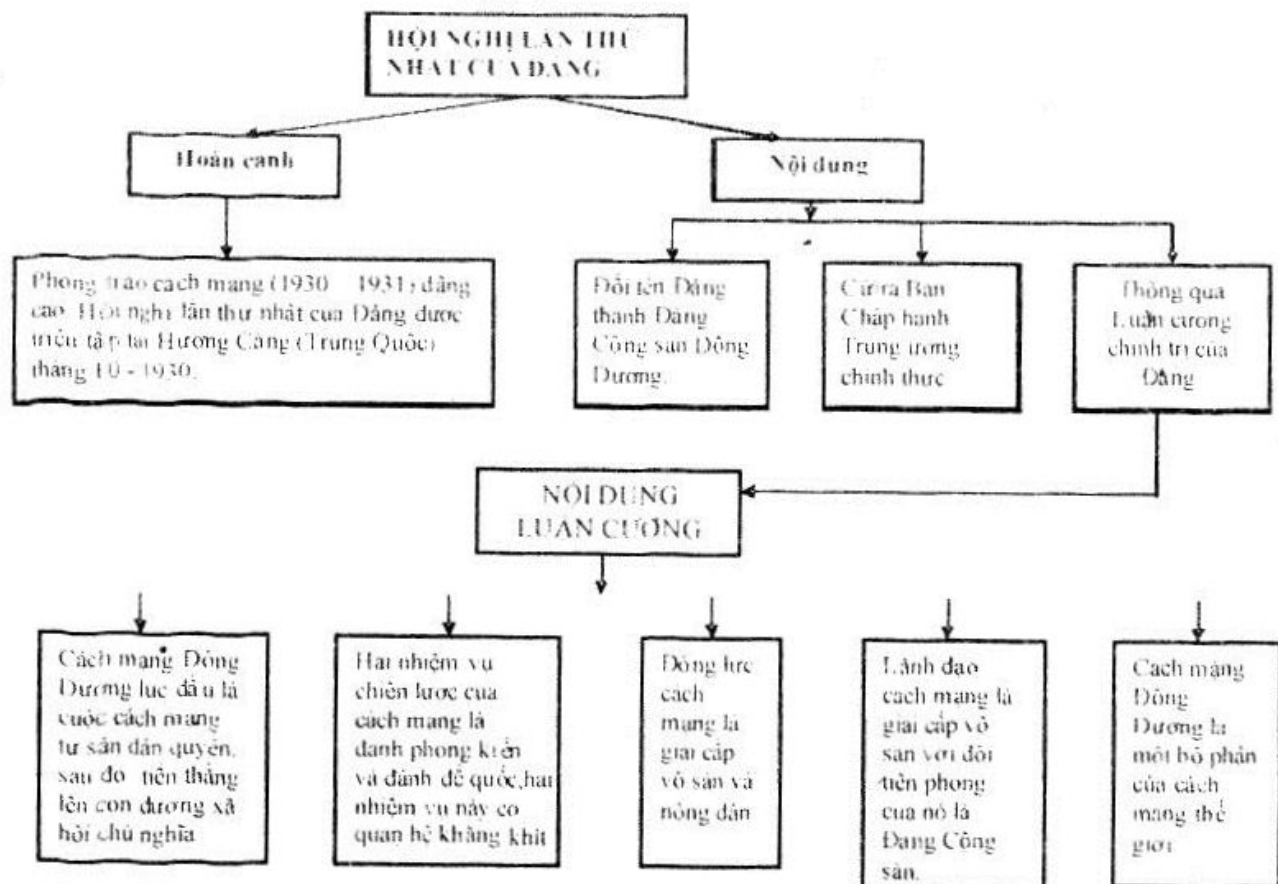 HỘI NGHỊ LẦN THỨ
NHẤT CỦA ĐẢNG
Hoàn cảnh
Nội dung
Phong trào cách mạng (1930 1931) dâng
cao. Hội nghị lần thứ nhất của Đảng được
triệu tập tại Hương Cảng (Trung Quốc)
tháng 10 - 1930.
Đổi tên Đảng
thành Đảng
Cộng sản Đông
Dương.
Cử ra Ban
Chấp hành
Trung ương
chính thức
Thông qua
Luận cương
chính trị của
Đảng
NỘI DUNG
LUẬN CƯƠNG
Cách mạng Đông
Dương lúc đầu là
cuộc cách mạng
tư sản dân quyền,
sau đó tiến thẳng
lên con đường xã
hội chủ nghĩa
Hai nhiệm vụ
chiến lược của
cách mạng là
đánh phong kiến
và đánh đế quốc, hai
nhiệm vụ này có
quan hệ khăng khít
Động lực
cách
mạng là
giai cấp
vô sản và
nông dân
Lãnh đạo
cách mạng là
giai cấp vô
sản với đội
tiên phong
của nó là
Đảng Cộng
sản.
Cách mạng
Đông
Dương là
một bộ phận
của cách
mạng thế
giới